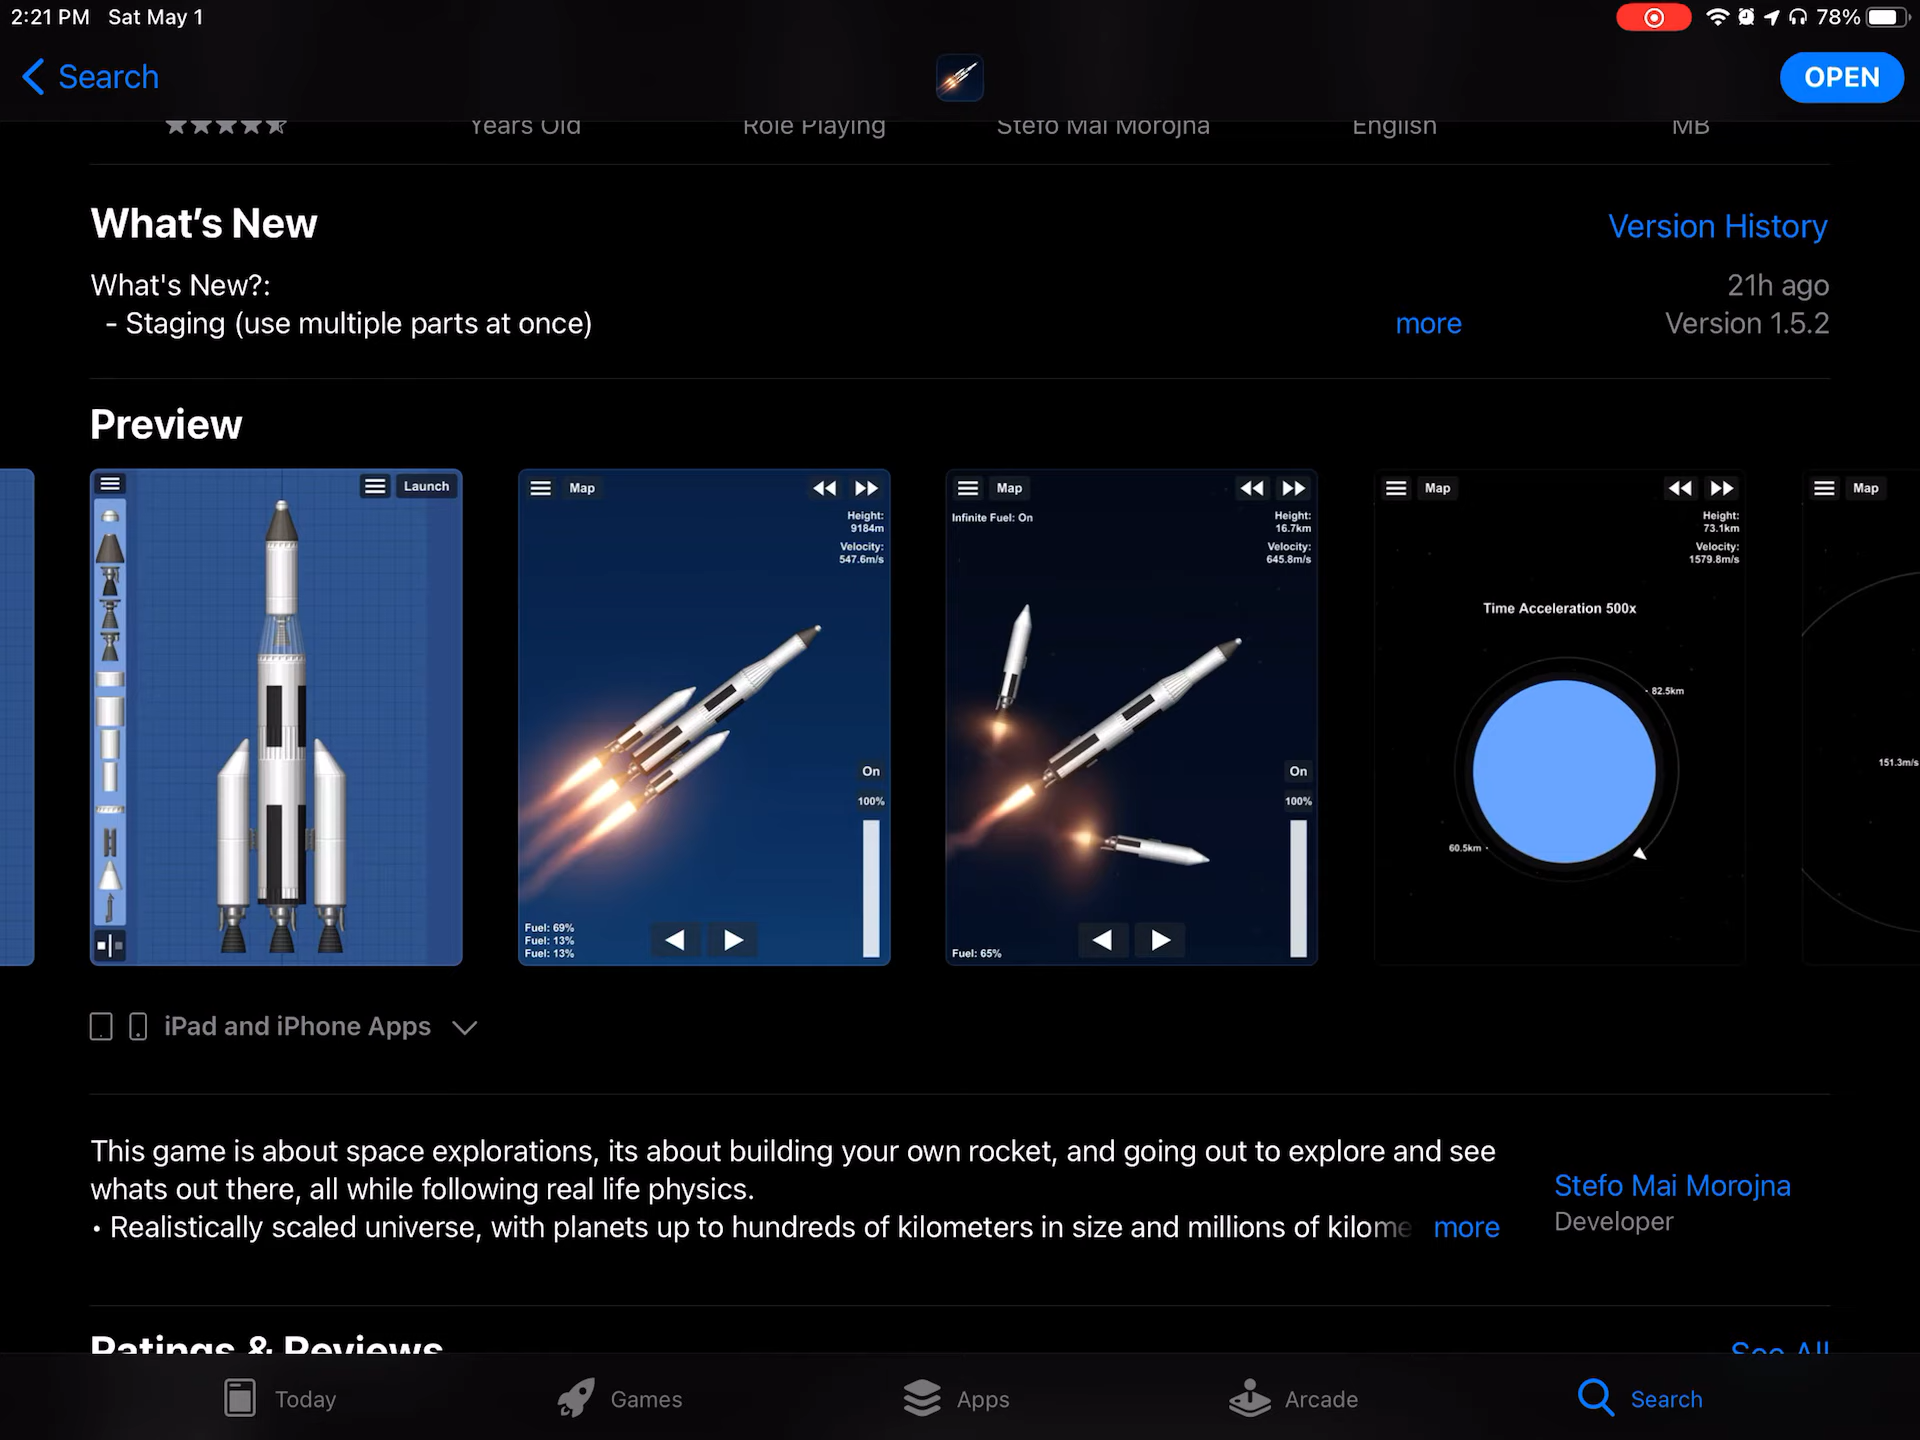 2:21 PM Sat May 1
78%
Search
OPEN
Years Old
Role Playing
Stefo Mai Morojna
English
MB
What's New
Version History
What's New?:
21h ago
- Staging (use multiple parts at once)
more
Version 1.5.2
Preview
Launch
Map
Height:
9184m
Velocity:
547.6m/s
On
100%
Fuel: 69%
Fuel: 13%
Fuel: 13%
Map
Infinite Fuel: On
Height:
16.7km
Velocity:
645.8m/s
On
100%
Fuel: 65%
Map
Height:
73.1km
Velocity:
1579.8m/s
Time Acceleration 500x
82.5km
60.5km
Map
151.3m/s
iPad and iPhone Apps
This game is about space explorations, its about building your own rocket, and going out to explore and see
whats out there, all while following real life physics.
• Realistically scaled universe, with planets up to hundreds of kilometers in size and millions of kilome
more
Stefo Mai Morojna
Developer
Ratings & Reviews
See All
Today
Games
Apps
Arcade
Search